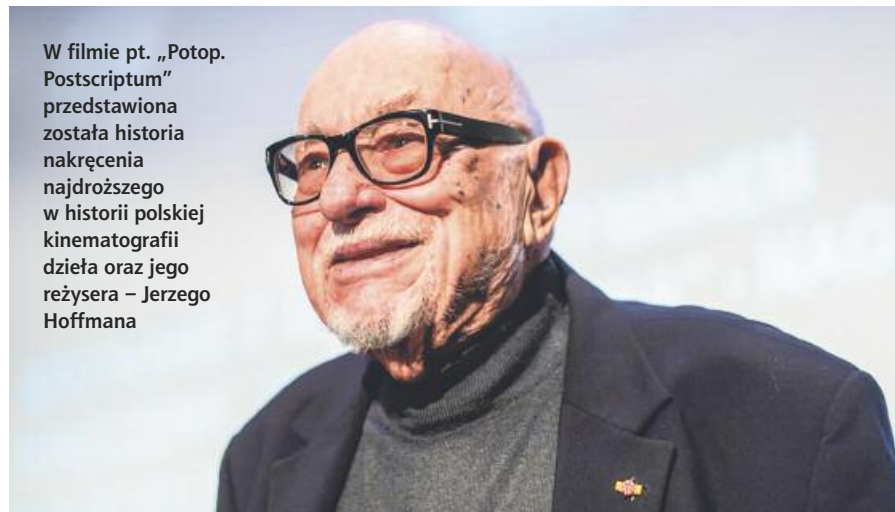 W filmie pt. „Potop.
Postscriptum”
przedstawiona
została historia
nakręcenia
najdroższego
w historii polskiej
kinematografii
dzieła oraz jego
reżysera – Jerzego
Hoffmana